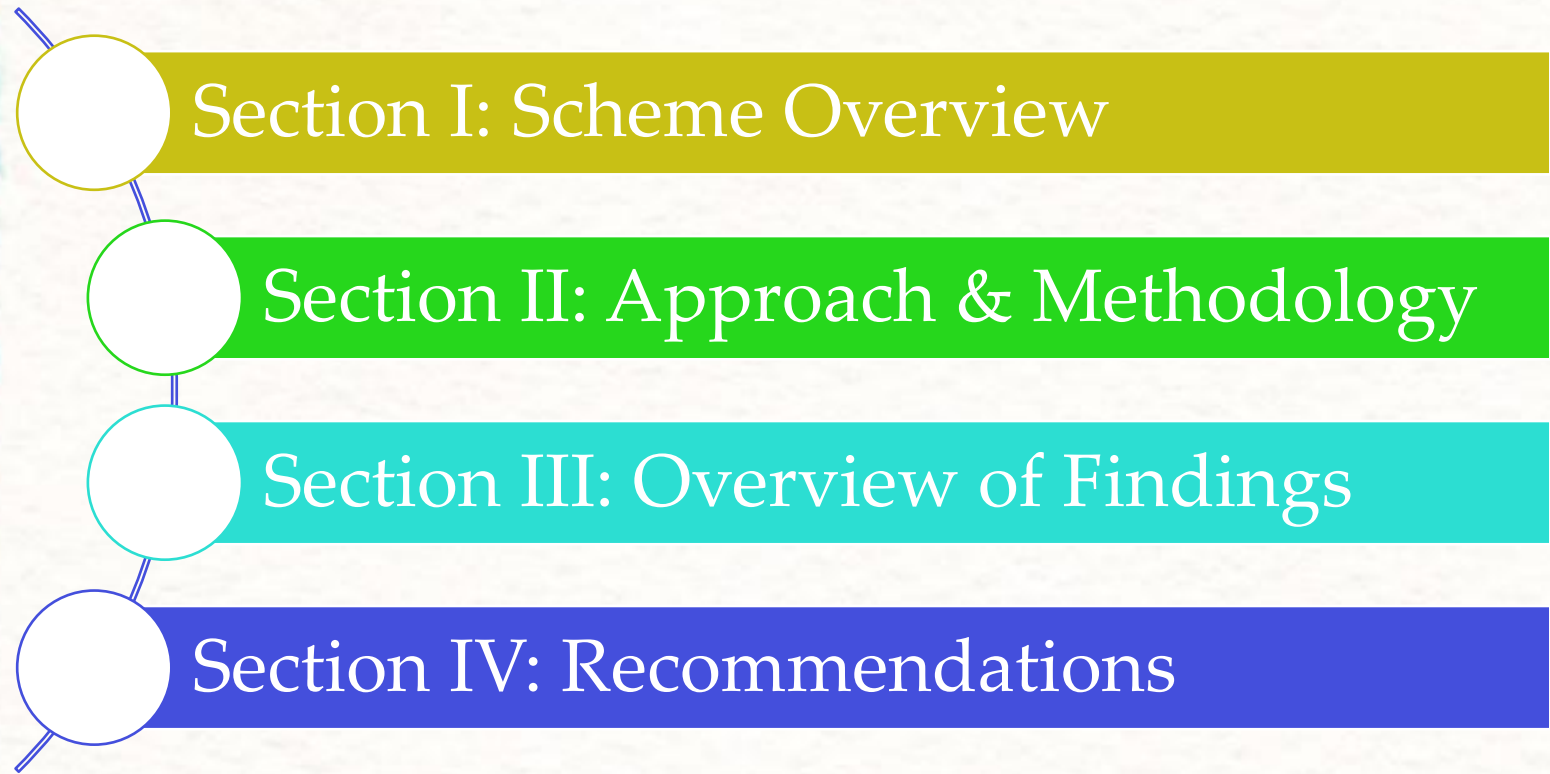 Section I: Scheme Overview
Section II: Approach & Methodology
Section III: Overview of Findings
Section IV: Recommendations